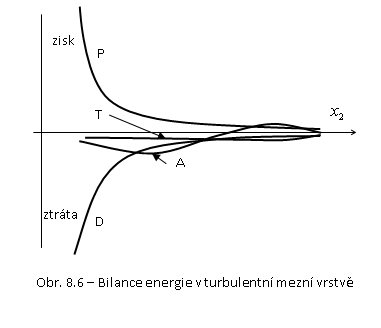 zisk
P
T
x₂
A
ztráta
D
Obr. 8.6 – Bilance energie v turbulentní mezní vrstvě